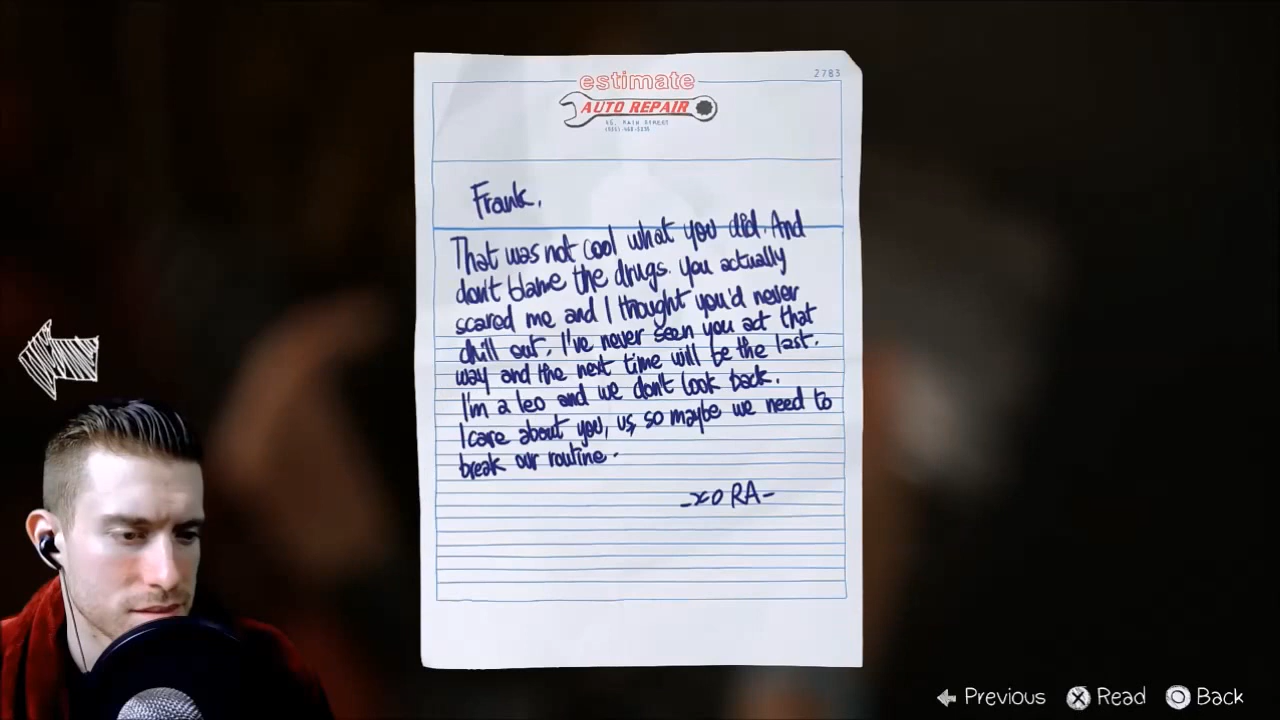 2783
estimate
AUTO REPAIR
Frank,
That was not cool what you did. And
don't blame the drugs. You actually
scared me and I thought you'd never
chill out. I've never seen you act that
way and the next time will be the last.
I'm a leo and we don't look back.
I care about you, us, so maybe we need to
break our routine.
-xo RA-
Previous
Read
Back